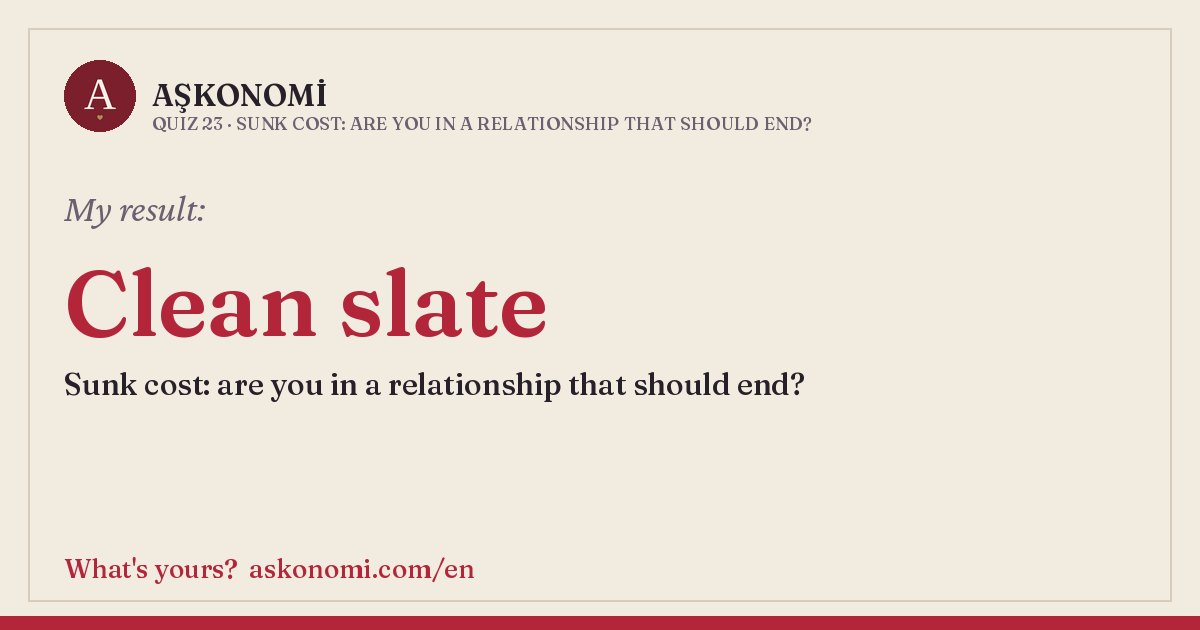 A
AŞKONOMİ
QUIZ 23 · SUNK COST: ARE YOU IN A RELATIONSHIP THAT SHOULD END?
My result:
Clean slate
Sunk cost: are you in a relationship that should end?
What's yours? askonomi.com/en